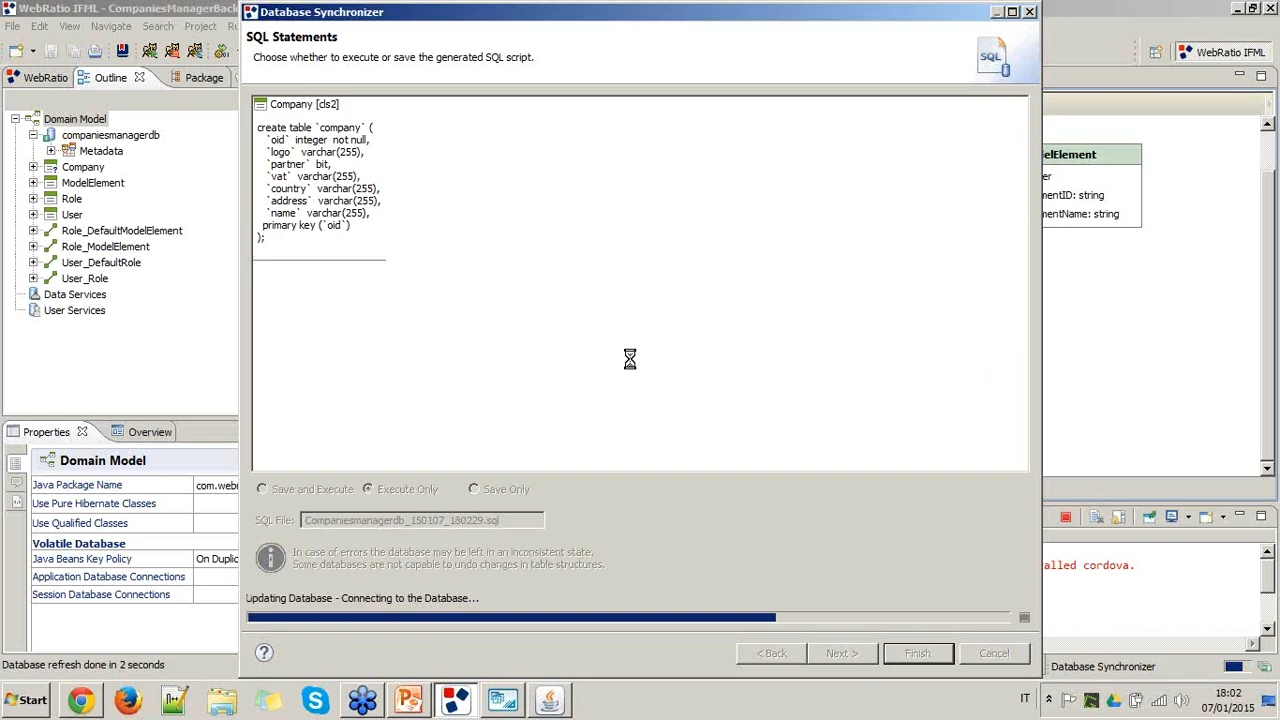 WebRatio IFML - CompaniesManagerBack
Database Synchronizer
File Edit View Navigate Search Project
SQL Statements
Choose whether to execute or save the generated SQL script.
SQL
WebRatio IFML
WebRatio Outline Package
Domain Model
companiesmanagerdb
Metadata
Company
ModelElement
Role
User
Role_DefaultModelElement
Role_ModelElement
User_DefaultRole
User_Role
Data Services
User Services
Company [cls2]
create table `company` (
`oid` integer not null,
`logo` varchar(255),
`partner` bit,
`vat` varchar(255),
`country` varchar(255),
`address` varchar(255),
`name` varchar(255),
primary key (`oid`)
);
elElement
er
mentID: string
mentName: string
Properties Overview
Domain Model
Java Package Name com.webr
Use Pure Hibernate Classes
Use Qualified Classes
Volatile Database
Java Beans Key Policy On Duplic
Application Database Connections
Session Database Connections
Save and Execute Execute Only Save Only
SQL File: Companiesmanagerdb_150107_180229.sql
In case of errors the database may be left in an inconsistent state.
Some databases are not capable to undo changes in table structures.
alled cordova.
Updating Database - Connecting to the Database...
? < Back Next > Finish Cancel
Database refresh done in 2 seconds
Database Synchronizer
Start
IT
18:02
07/01/2015